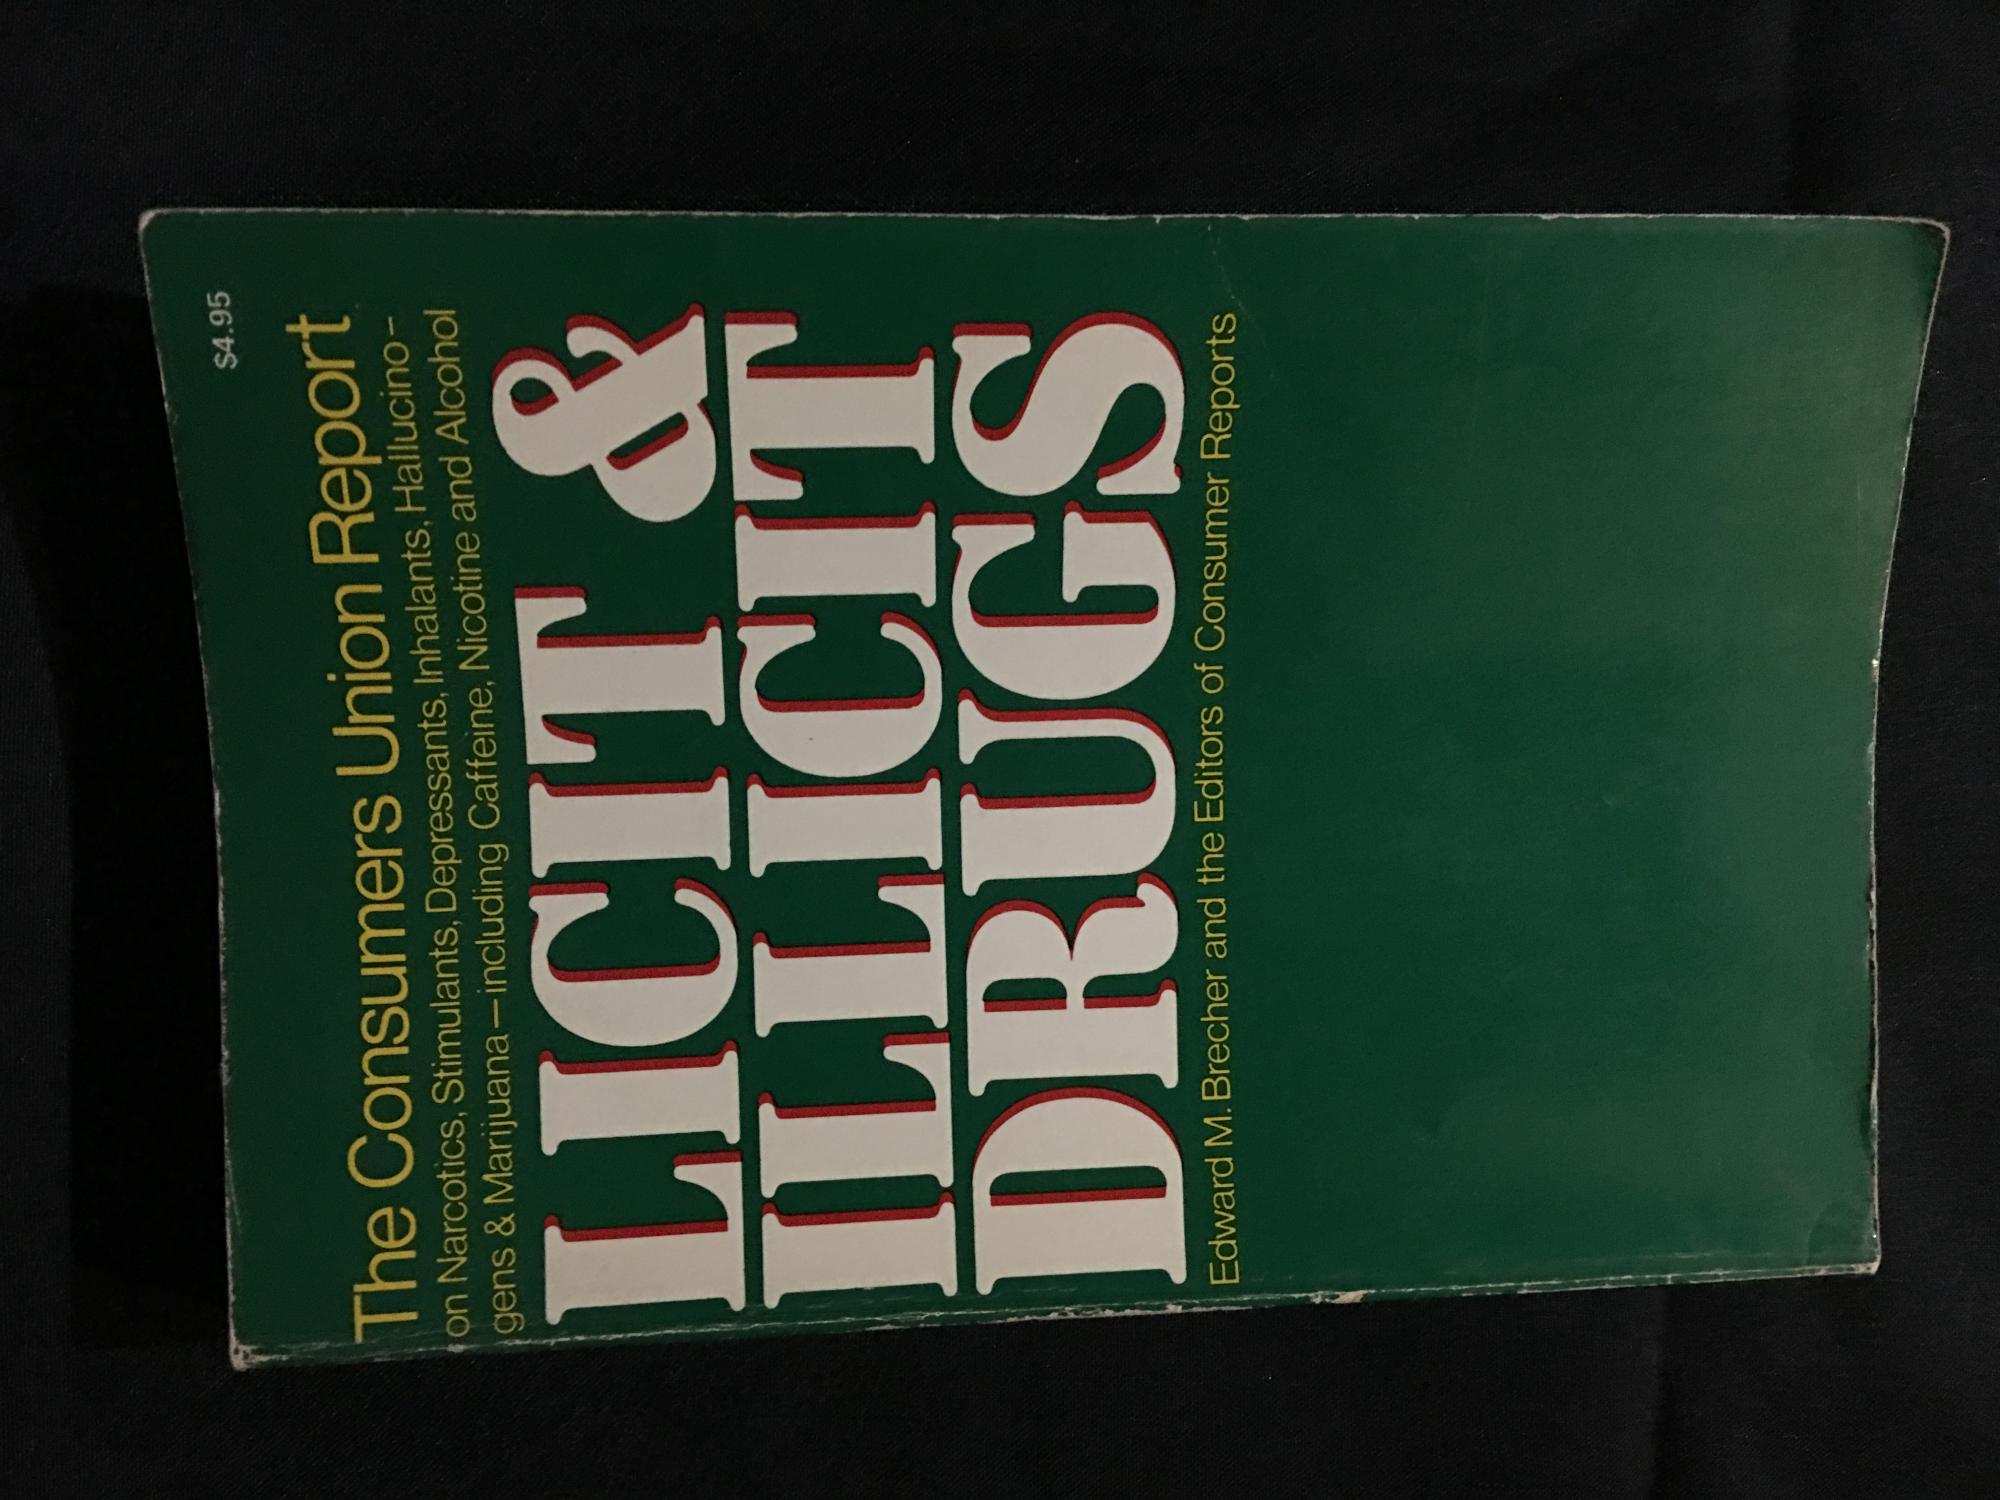 $4.95
The Consumers Union Report
on Narcotics, Stimulants, Depressants, Inhalants, Hallucino-
gens & Marijuana—including Caffeine, Nicotine and Alcohol
LICIT &
ILLICIT
DRUGS
Edward M. Brecher and the Editors of Consumer Reports